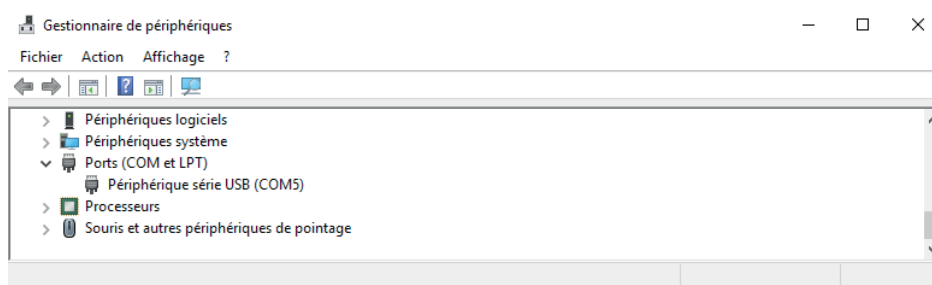 Gestionnaire de périphériques
Fichier Action Affichage ?
Périphériques logiciels
Périphériques système
Ports (COM et LPT)
Périphérique série USB (COM5)
Processeurs
Souris et autres périphériques de pointage